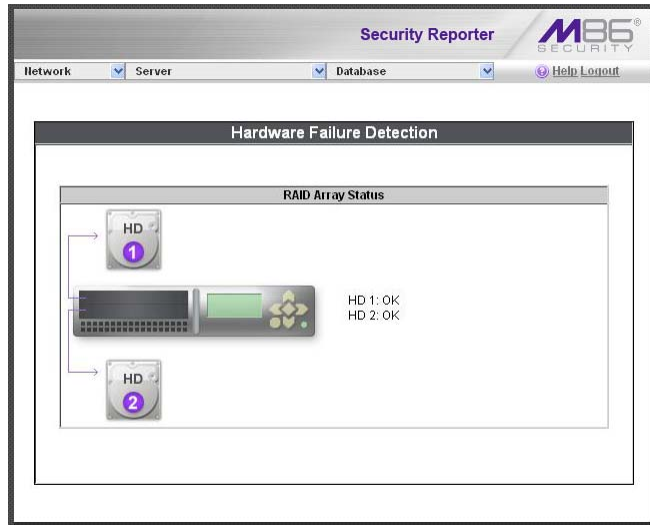 Security Reporter
M86®
SECURITY
Network Server Database Help Logout
Hardware Failure Detection
RAID Array Status
HD
1
HD 1: OK
HD 2: OK
HD
2